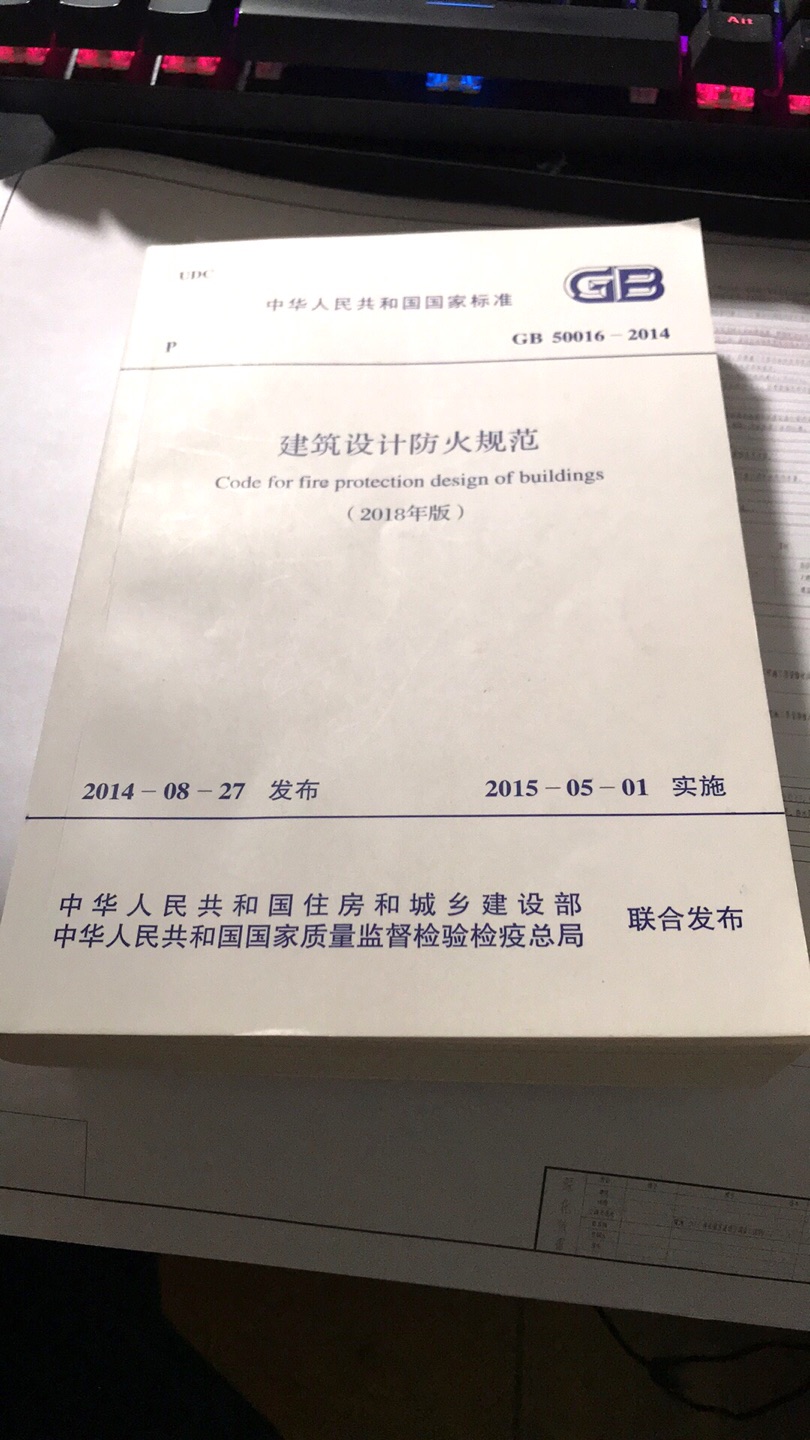 Alt
UDC
GB
中华人民共和国国家标准
P
GB 50016－2014
建筑设计防火规范
Code for fire protection design of buildings
（2018年版）
2014－08－27 发布
2015－05－01 实施
中华人民共和国住房和城乡建设部
中华人民共和国国家质量监督检验检疫总局
联合发布